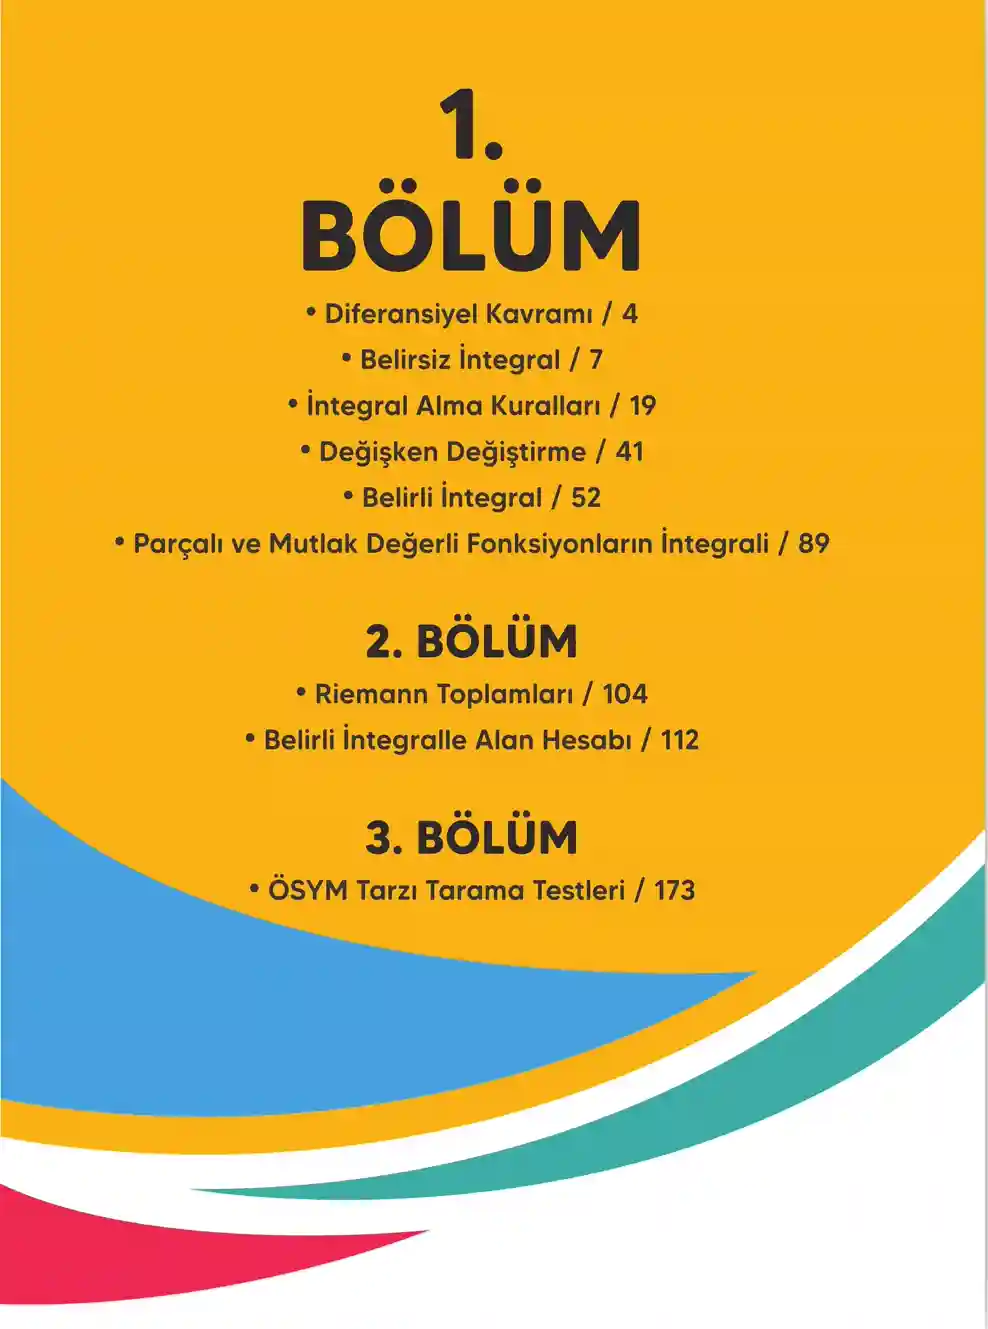 1.
BÖLÜM
• Diferansiyel Kavramı / 4
• Belirsiz İntegral / 7
• İntegral Alma Kuralları / 19
• Değişken Değiştirme / 41
• Belirli İntegral / 52
• Parçalı ve Mutlak Değerli Fonksiyonların İntegrali / 89
2. BÖLÜM
• Riemann Toplamları / 104
• Belirli İntegralle Alan Hesabı / 112
3. BÖLÜM
• ÖSYM Tarzı Tarama Testleri / 173